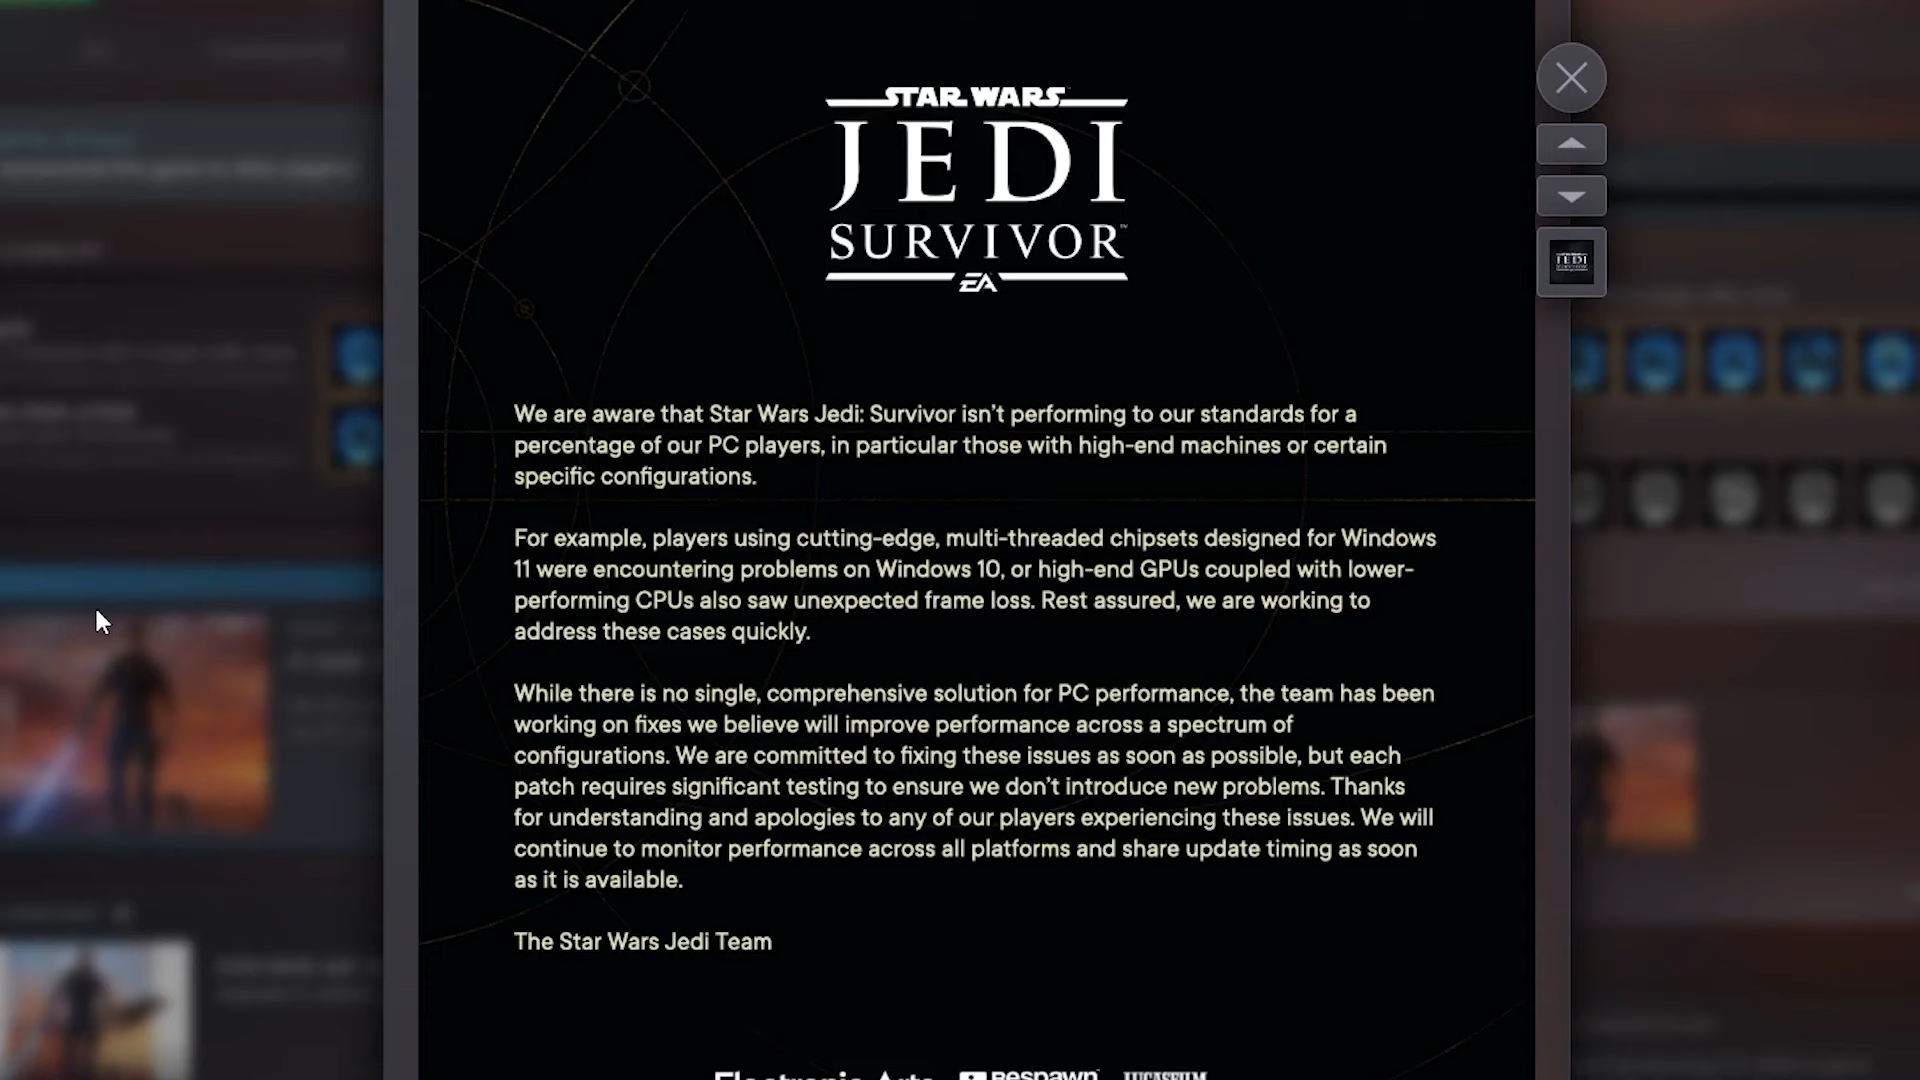 STAR WARS
JEDI
SURVIVOR™
EA
JEDI
We are aware that Star Wars Jedi: Survivor isn't performing to our standards for a
percentage of our PC players, in particular those with high-end machines or certain
specific configurations.
For example, players using cutting-edge, multi-threaded chipsets designed for Windows
11 were encountering problems on Windows 10, or high-end GPUs coupled with lower-
performing CPUs also saw unexpected frame loss. Rest assured, we are working to
address these cases quickly.
While there is no single, comprehensive solution for PC performance, the team has been
working on fixes we believe will improve performance across a spectrum of
configurations. We are committed to fixing these issues as soon as possible, but each
patch requires significant testing to ensure we don't introduce new problems. Thanks
for understanding and apologies to any of our players experiencing these issues. We will
continue to monitor performance across all platforms and share update timing as soon
as it is available.
The Star Wars Jedi Team
Electronic Arts Respawn LUCASFILM